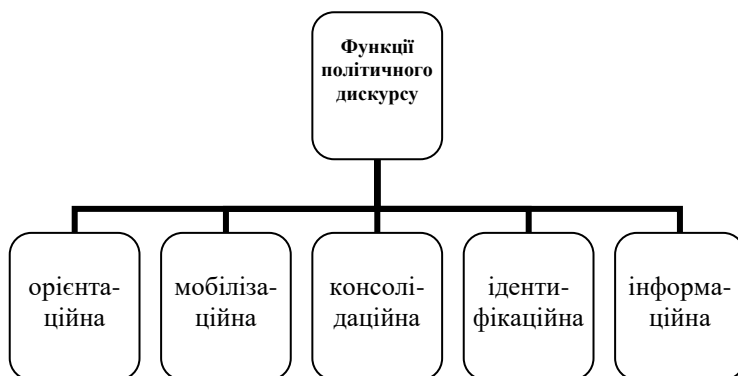 Функції
політичного
дискурсу
орієнта-
ційна
мобіліза-
ційна
консолі-
даційна
іденти-
фікаційна
інформа-
ційна